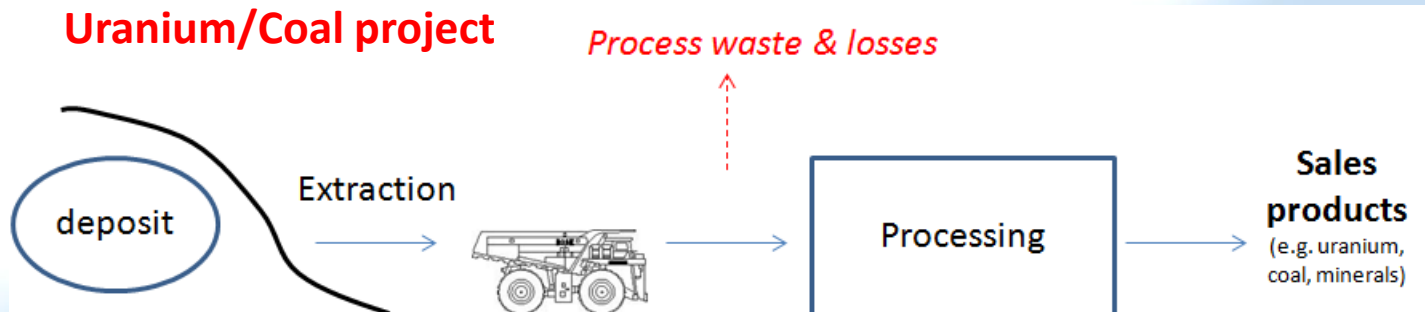 Uranium/Coal project
Process waste & losses
deposit
Extraction
Processing
Sales
products
(e.g. uranium,
coal, minerals)